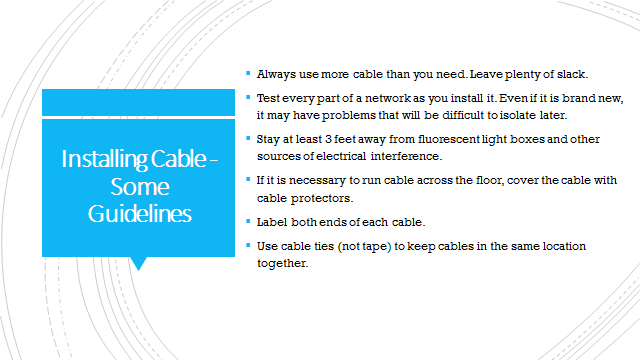 Installing Cable -
Some
Guidelines
▪ Always use more cable than you need. Leave plenty of slack.
▪ Test every part of a network as you install it. Even if it is brand new,
it may have problems that will be difficult to isolate later.
▪ Stay at least 3 feet away from fluorescent light boxes and other
sources of electrical interference.
▪ If it is necessary to run cable across the floor, cover the cable with
cable protectors.
▪ Label both ends of each cable.
▪ Use cable ties (not tape) to keep cables in the same location
together.